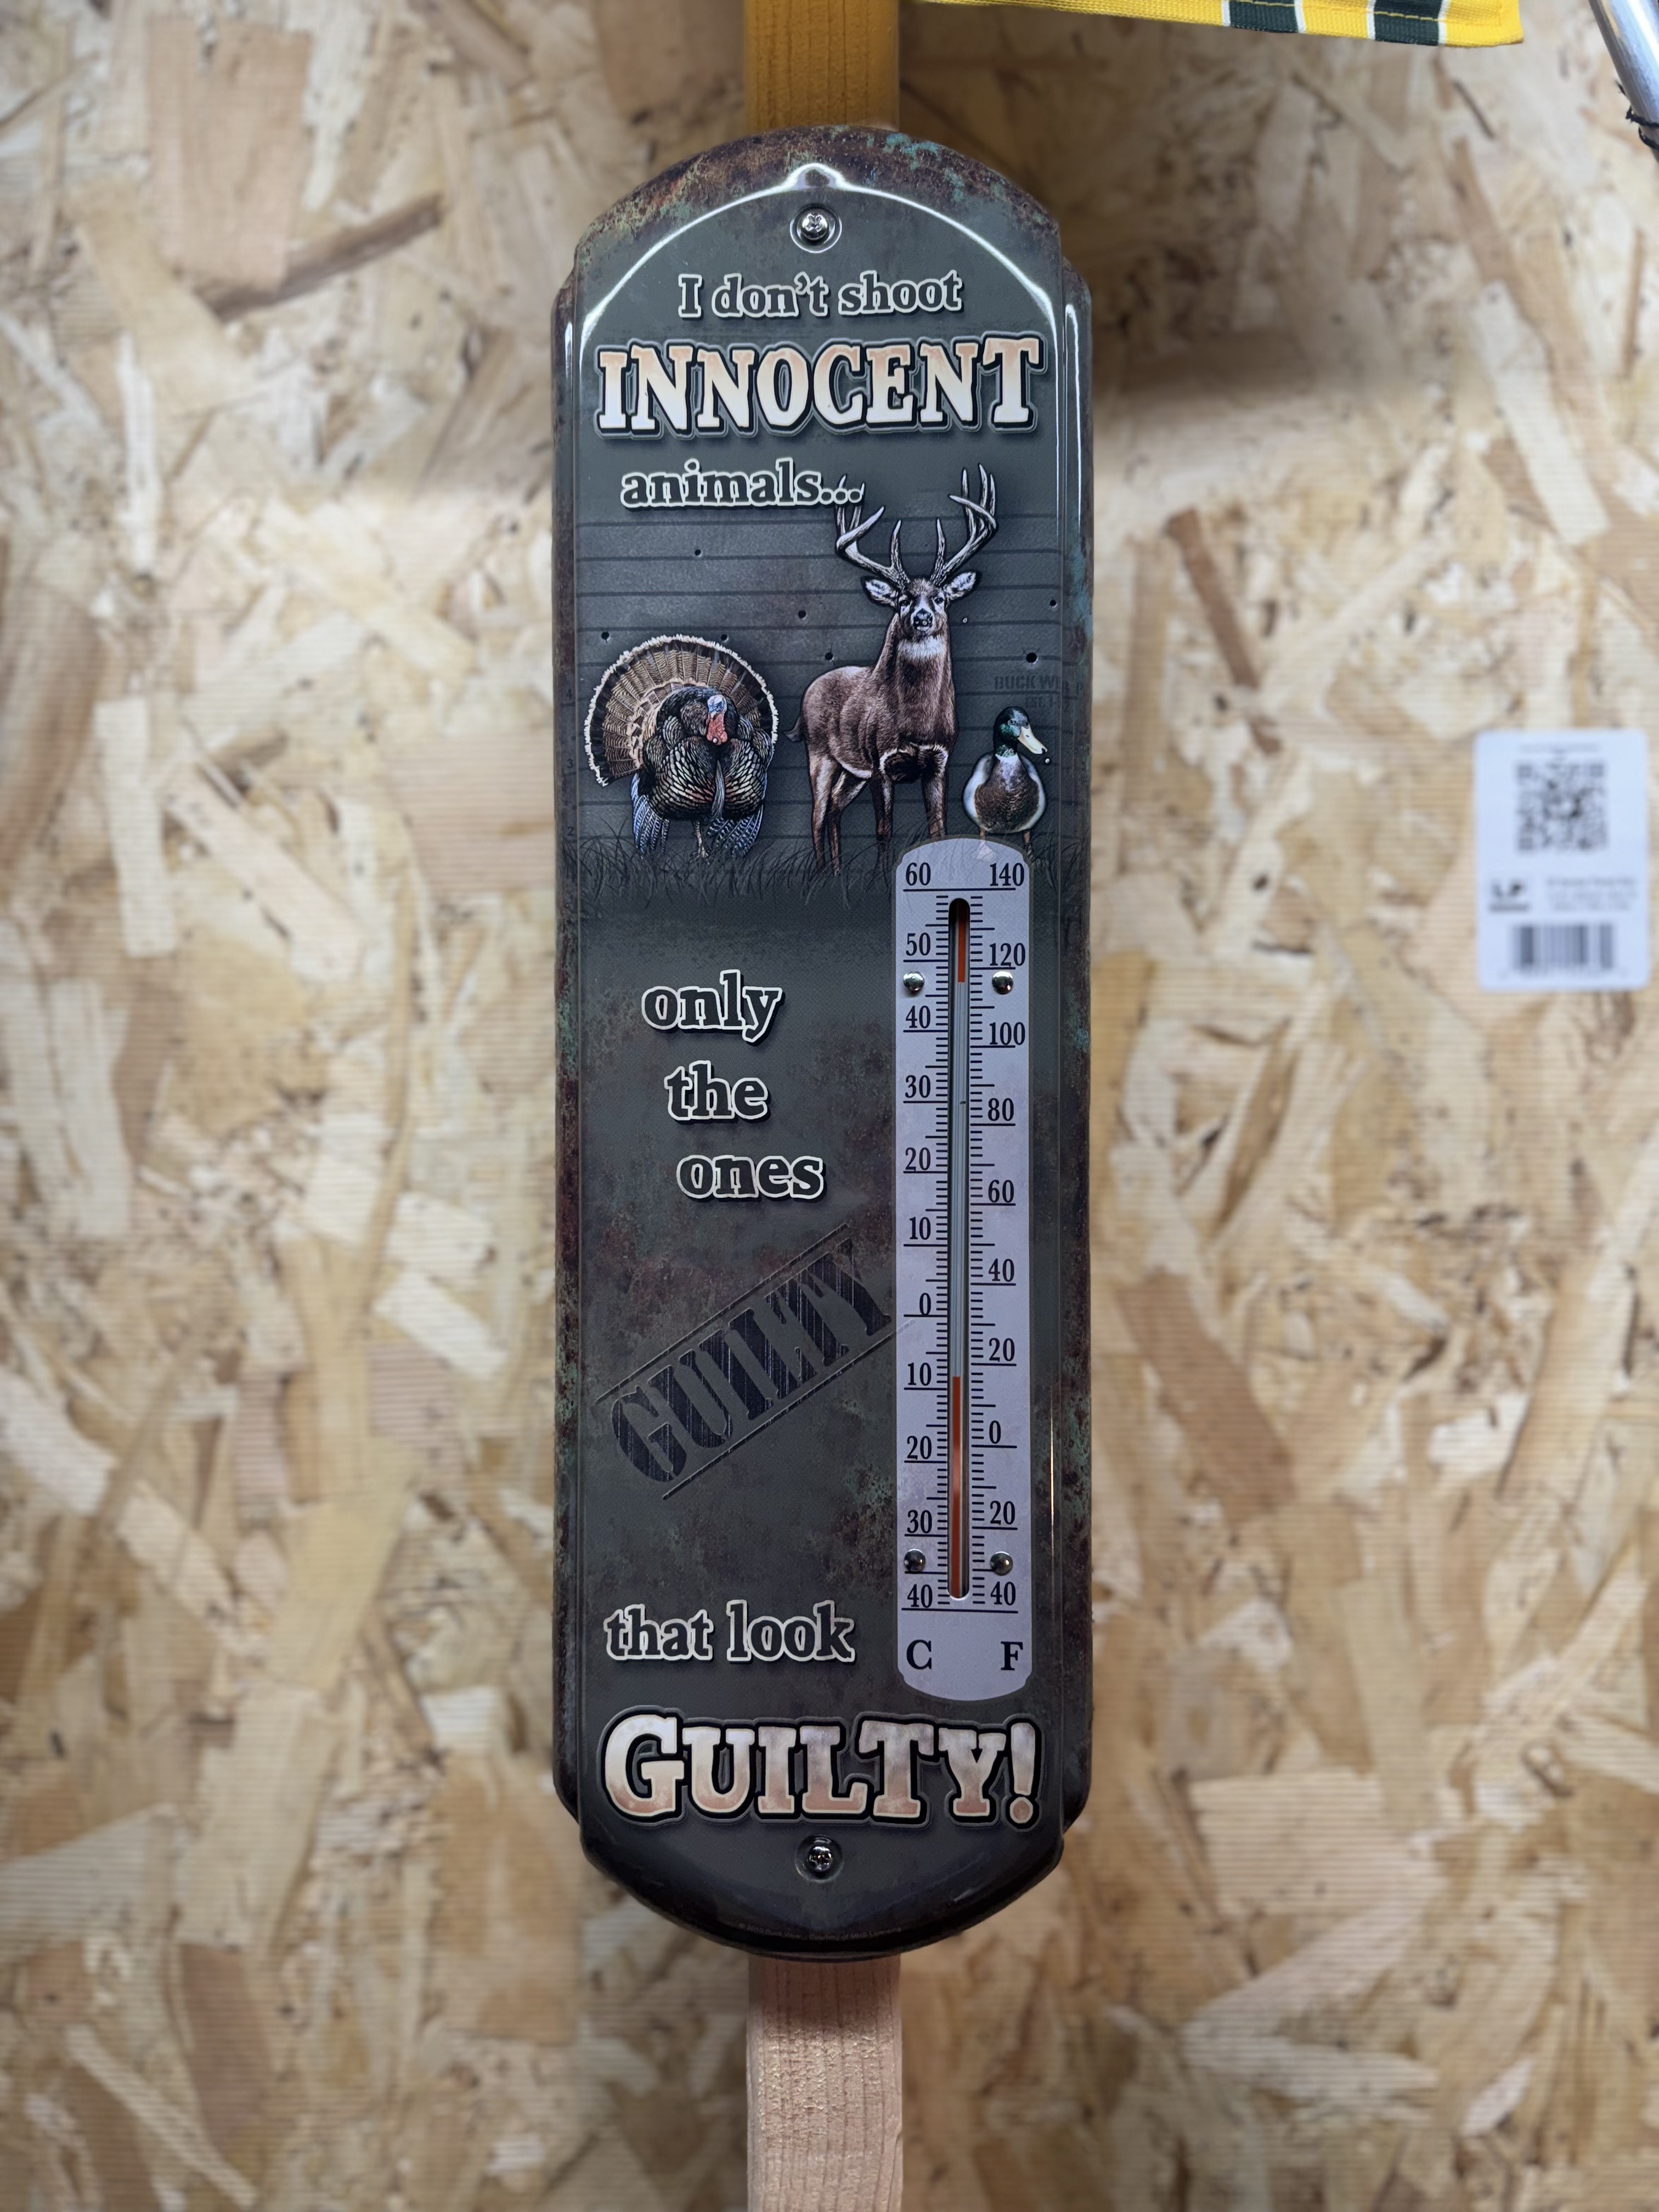 I don't shoot
INNOCENT
animals...
only
the
ones
GUILTY
that look
GUILTY!
60 140
50 120
40 100
30 80
20 60
10 40
0 20
10 0
20 20
30 40
40
C F
LP